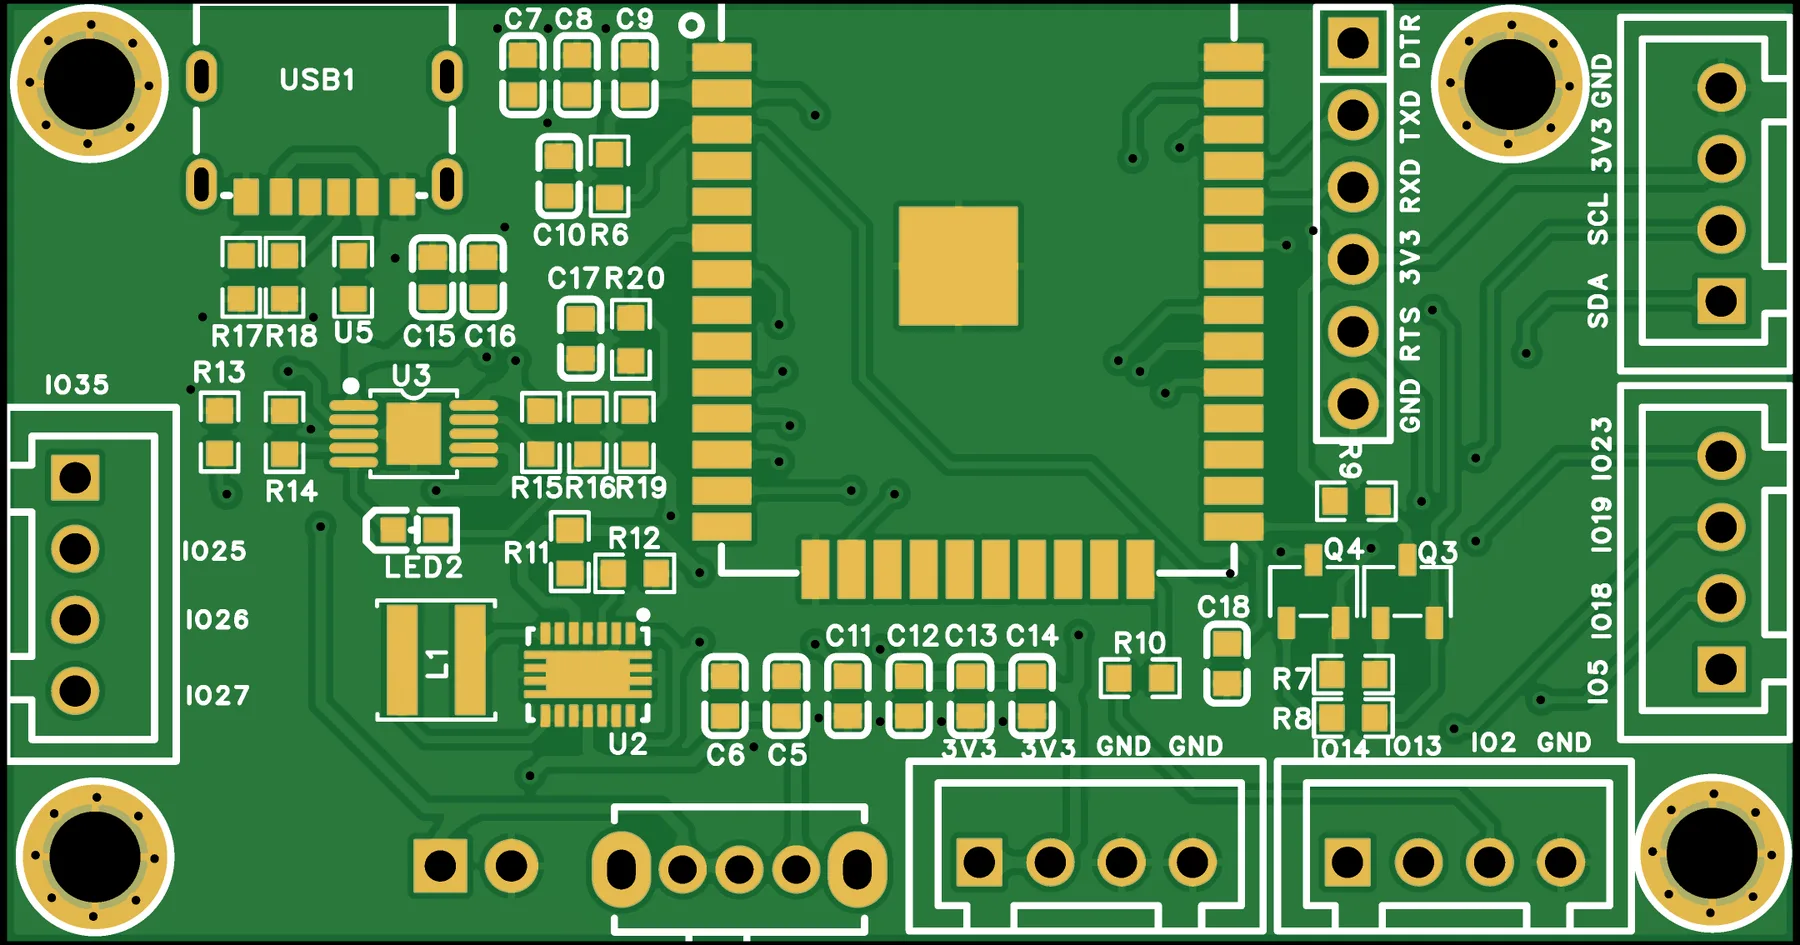 C7 C8 C9
USB1
DTR
TXD
RXD
3V3
RTS
GND
GND
3V3
SCL
SDA
C10 R6
C17 R20
R17 R18 U5 C15 C16
R13 U3
IO35
R14 R15 R16 R19
R9
IO23
IO19
IO18
IO5
IO25
IO26
IO27
LED2
R11 R12
Q4 Q3
L1
U2
C18
C11 C12 C13 C14
R10
R7
R8
C6 C5
3V3 3V3 GND GND
IO14 IO13 IO2 GND